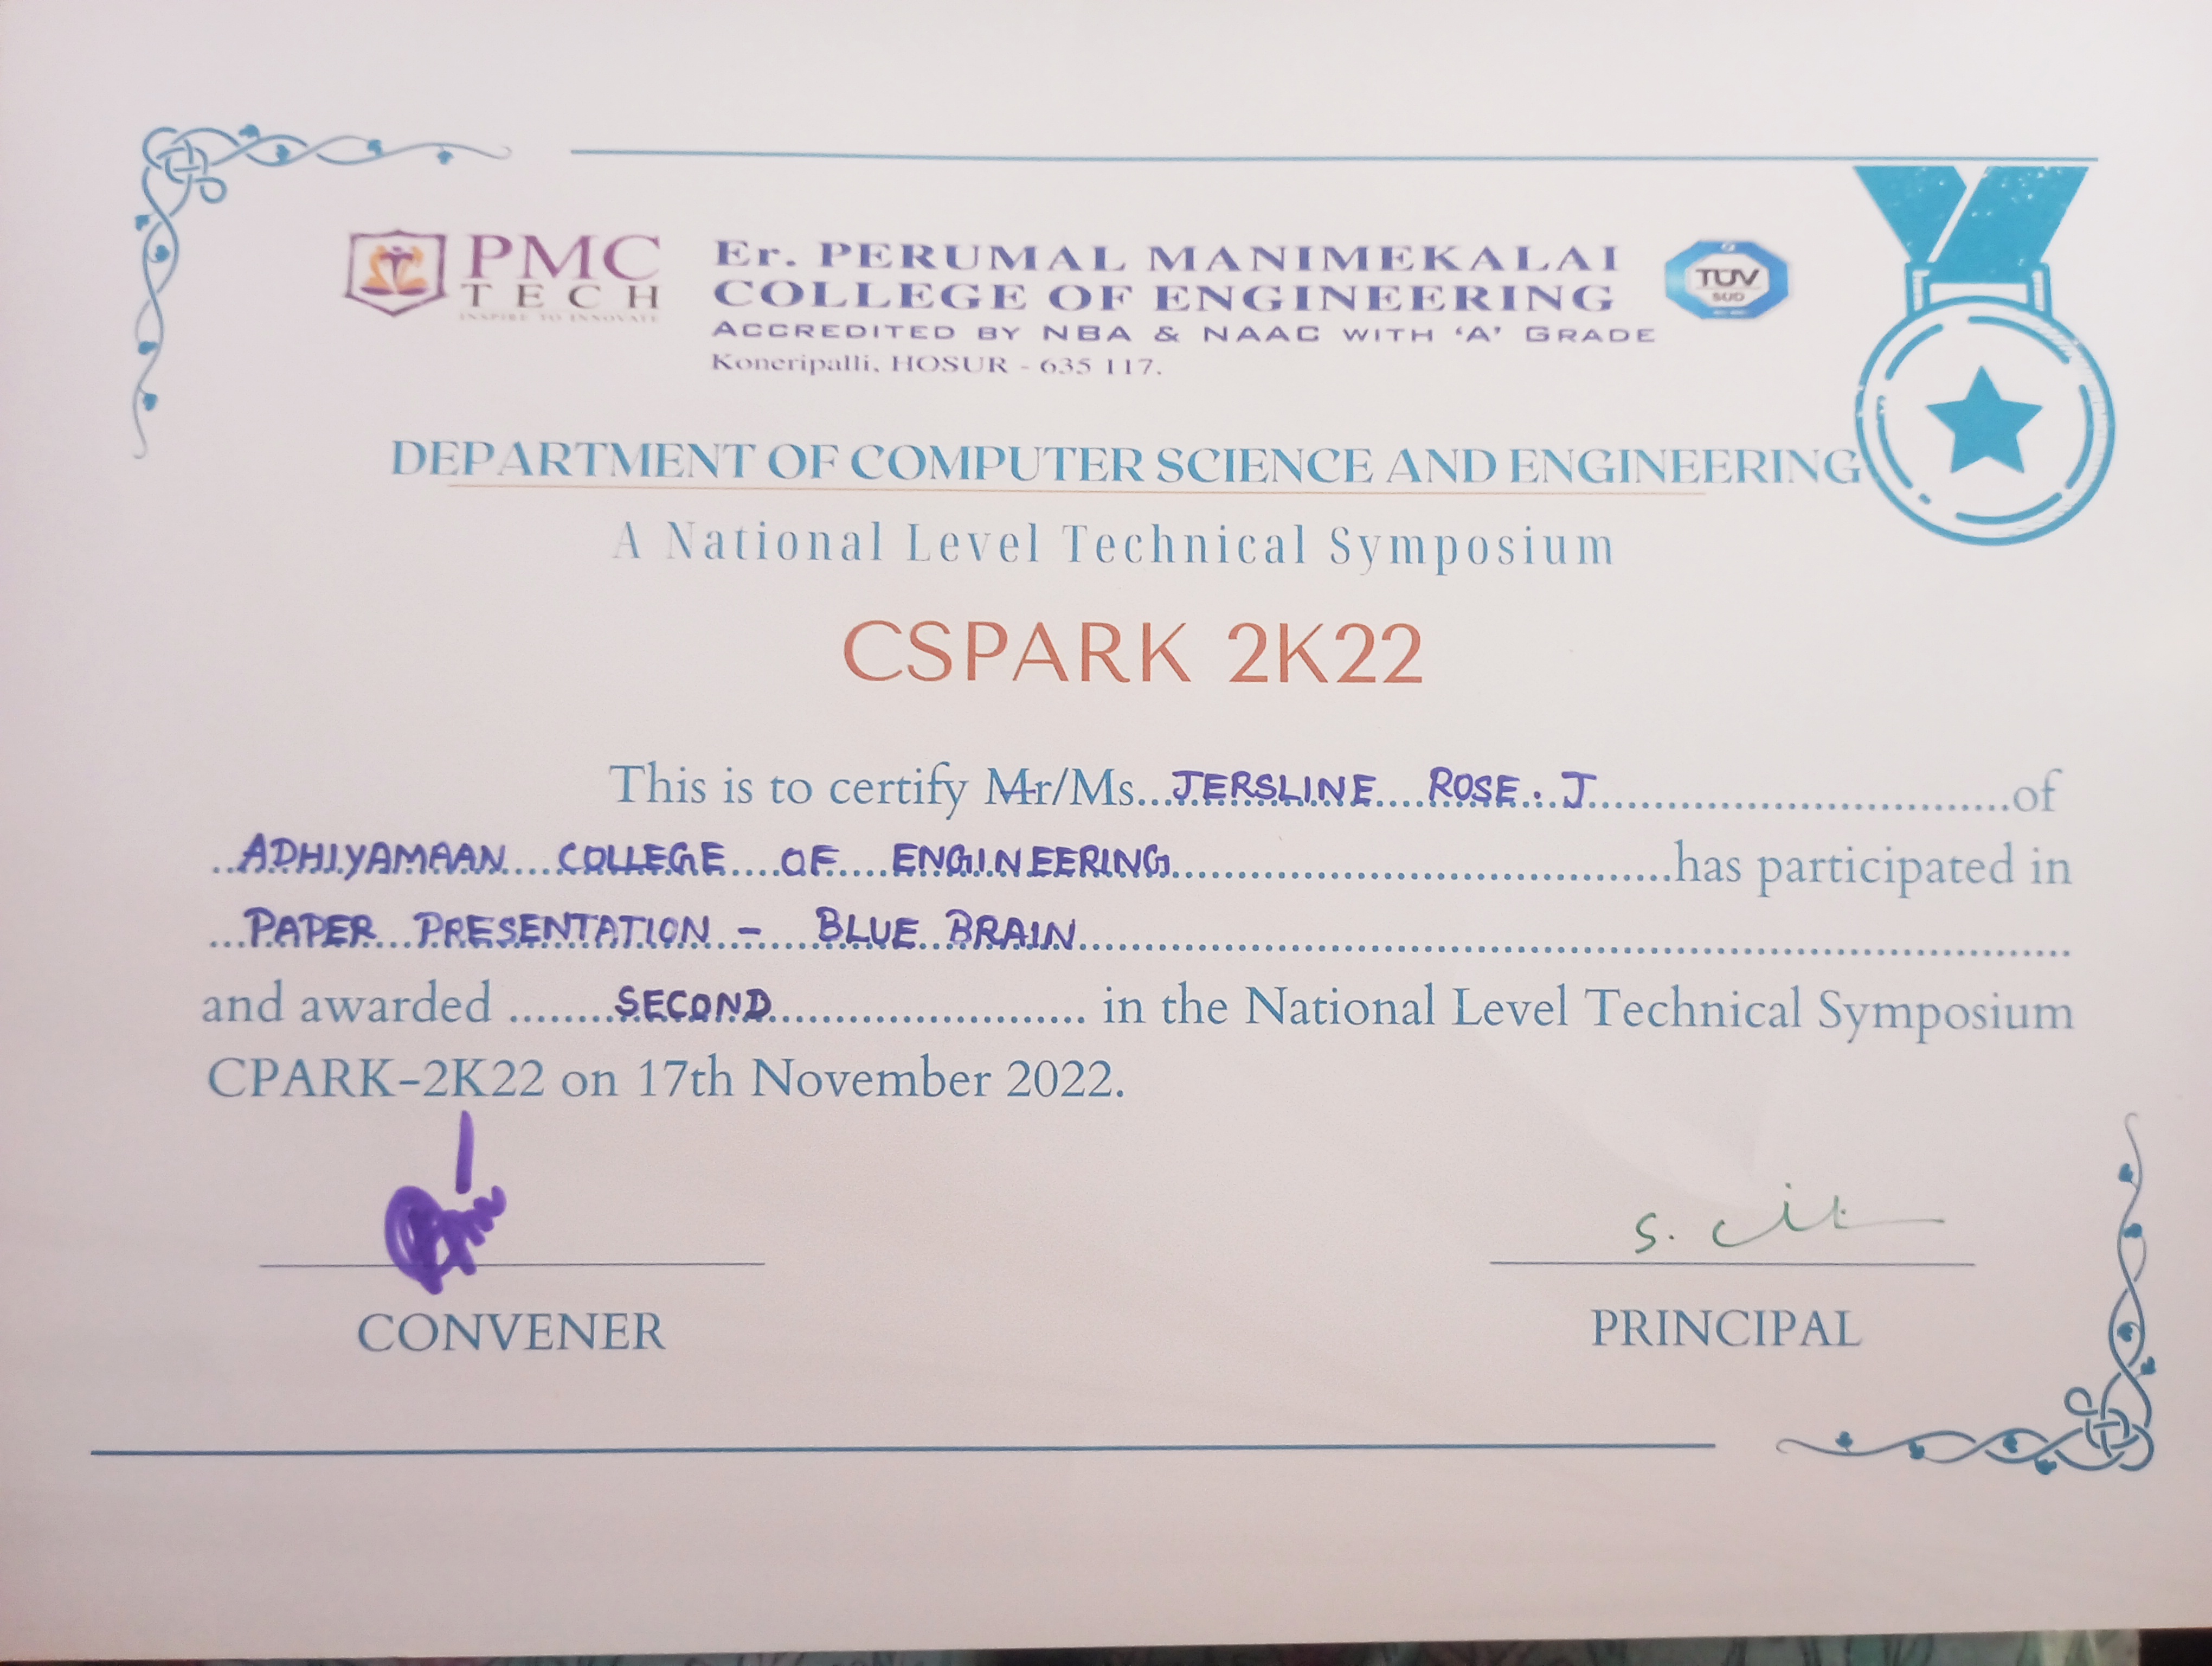 PMC
TECH
INSPIRE TO INNOVATE
Er. PERUMAL MANIMEKALAI
COLLEGE OF ENGINEERING
ACCREDITED BY NBA & NAAC WITH 'A' GRADE
Koneripalli, HOSUR - 635 117.
TUV
SUD
DEPARTMENT OF COMPUTER SCIENCE AND ENGINEERING
A National Level Technical Symposium
CSPARK 2K22
This is to certify Mr/Ms...JERSLINE ROSE. J...of
ADHIYAMAAN COLLEGE OF ENGINEERING...has participated in
PAPER PRESENTATION - BLUE BRAIN
and awarded ...SECOND... in the National Level Technical Symposium
CPARK-2K22 on 17th November 2022.
CONVENER
PRINCIPAL